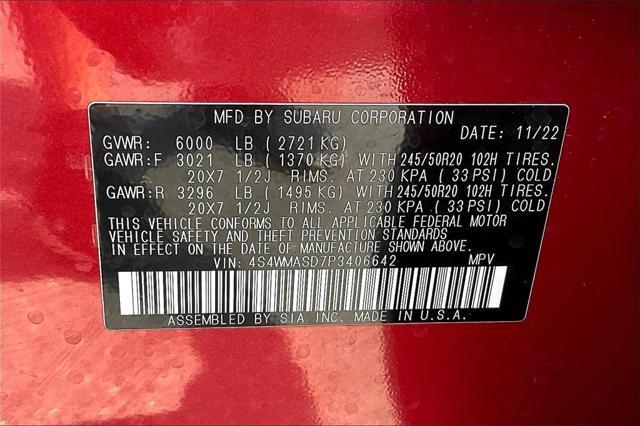 MFD BY SUBARU CORPORATION
DATE: 11/22
GVWR: 6000 LB ( 2721 KG)
GAWR:F 3021 LB ( 1370 KG) WITH 245/50R20 102H TIRES.
20X7 1/2J RIMS. AT 230 KPA ( 33 PSI) COLD
GAWR:R 3296 LB ( 1495 KG) WITH 245/50R20 102H TIRES.
20X7 1/2J RIMS. AT 230 KPA ( 33 PSI) COLD
THIS VEHICLE CONFORMS TO ALL APPLICABLE FEDERAL MOTOR
VEHICLE SAFETY AND THEFT PREVENTION STANDARDS
IN EFFECT ON THE DATE OF MANUFACTURE SHOWN ABOVE.
VIN: 4S4WMASD7P3406642 MPV
ASSEMBLED BY SIA INC. MADE IN U.S.A.